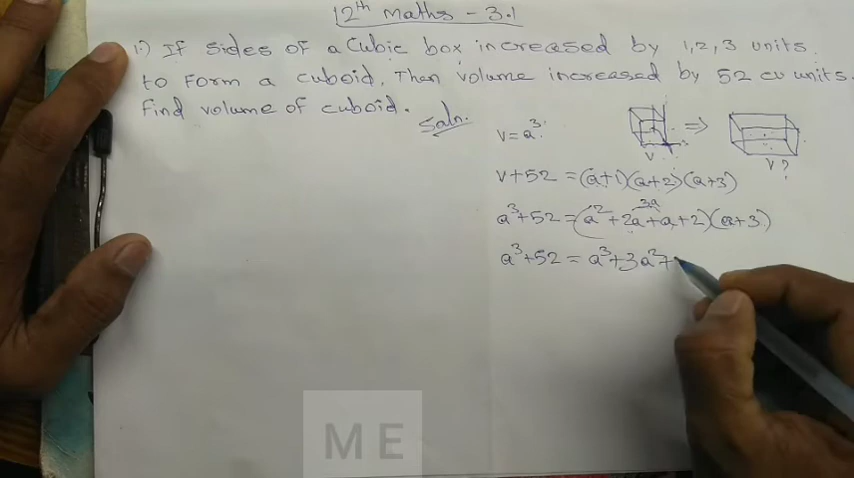 12th Maths - 3.1
1.) If sides of a cubic box increased by 1, 2, 3 units.
to form a cuboid. Then volume increased by 52 cu units.
find volume of cuboid.
Soln.
V = a³.
⇒
V
V?
V+52 = (a+1)(a+2)(a+3)
3a
a³+52 = (a²+2a+a+2)(a+3)
a³+52 = a³+3a²+
ME